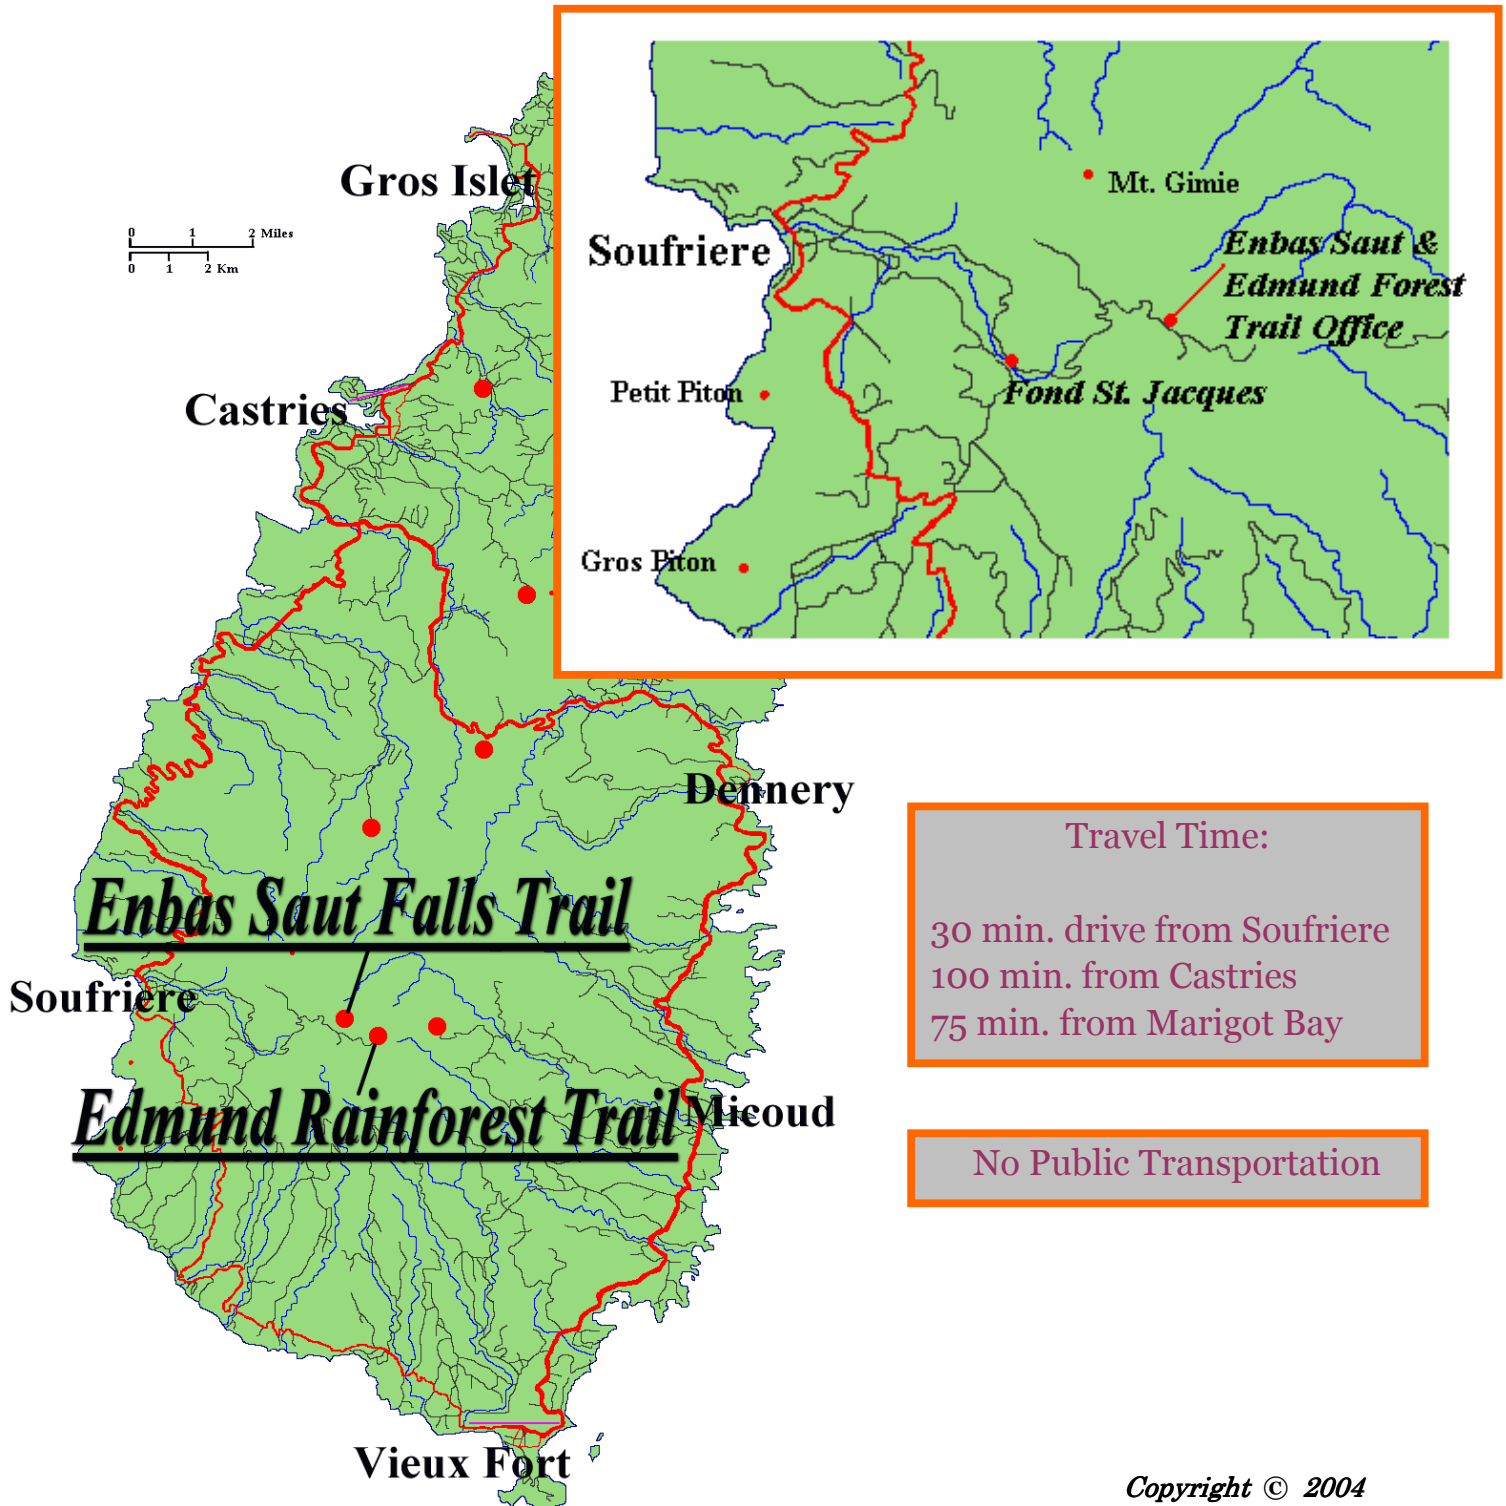 Gros Islet
0 1 2 Miles
0 1 2 Km
Castries
Mt. Gimie
Soufriere
Enbas Saut &
Edmund Forest
Trail Office
Petit Piton
Fond St. Jacques
Gros Piton
Dennery
Travel Time:
30 min. drive from Soufriere
100 min. from Castries
75 min. from Marigot Bay
Enbas Saut Falls Trail
Soufriere
Edmund Rainforest Trail
Micoud
No Public Transportation
Vieux Fort
Copyright © 2004